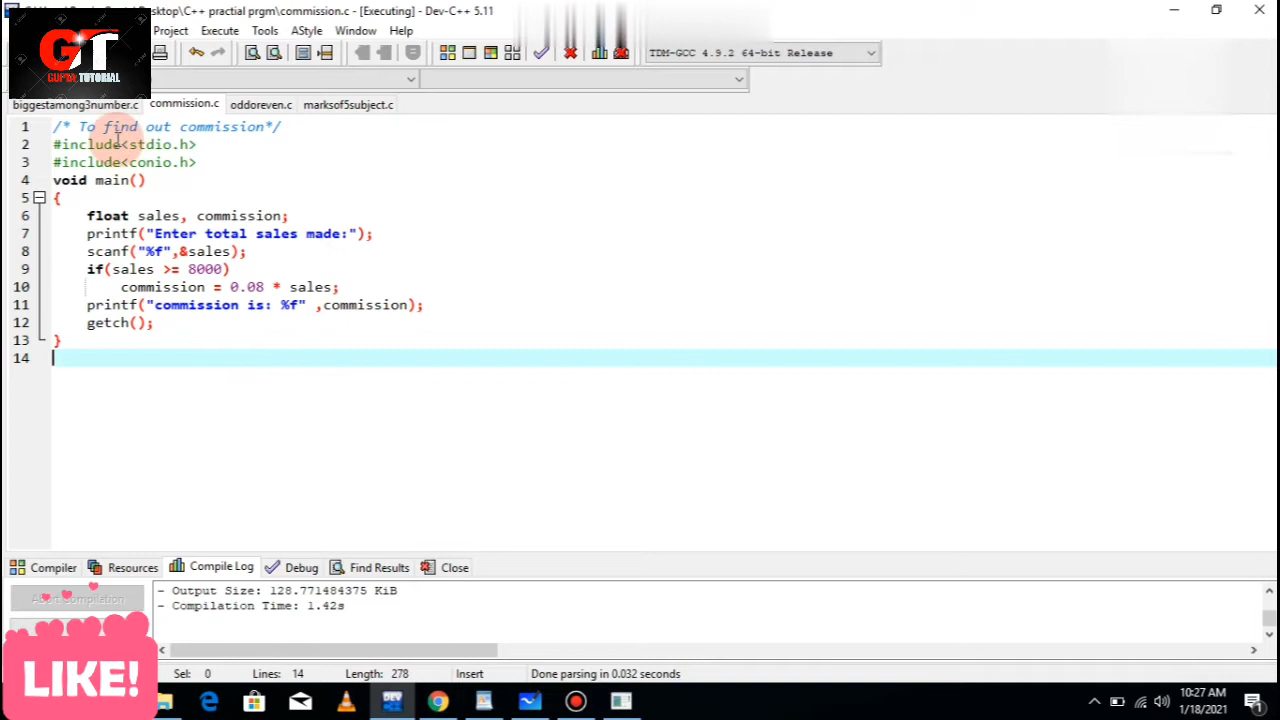 Desktop\C++ practial prgm\commission.c - [Executing] - Dev-C++ 5.11
GT
GUPTA TUTORIAL
Project Execute Tools AStyle Window Help
TDM-GCC 4.9.2 64-bit Release
biggestamong3number.c commission.c oddoreven.c marksof5subject.c
1 /* To find out commission*/
2 #include<stdio.h>
3 #include<conio.h>
4 void main()
5 {
6 float sales, commission;
7 printf("Enter total sales made:");
8 scanf("%f",&sales);
9 if(sales >= 8000)
10 commission = 0.08 * sales;
11 printf("commission is: %f" ,commission);
12 getch();
13 }
14
Compiler Resources Compile Log Debug Find Results Close
Abort Compilation
- Output Size: 128.771484375 KiB
- Compilation Time: 1.42s
LIKE!
Sel: 0 Lines: 14 Length: 278 Insert Done parsing in 0.032 seconds
DEV
10:27 AM
1/18/2021
1